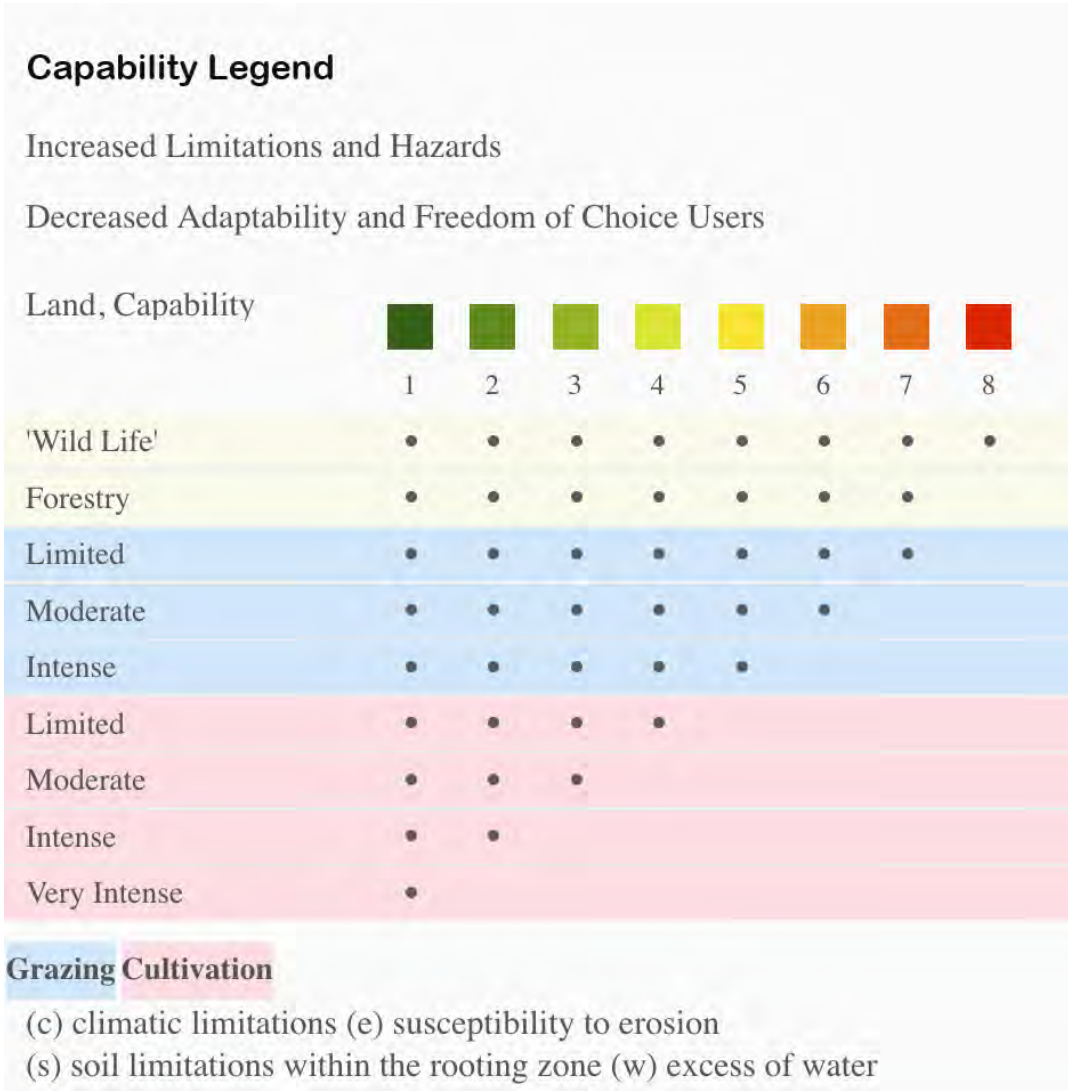 Capability Legend
Increased Limitations and Hazards
Decreased Adaptability and Freedom of Choice Users
Land, Capability
1 2 3 4 5 6 7 8
'Wild Life'
Forestry
Limited
Moderate
Intense
Limited
Moderate
Intense
Very Intense
Grazing Cultivation
(c) climatic limitations (e) susceptibility to erosion
(s) soil limitations within the rooting zone (w) excess of water